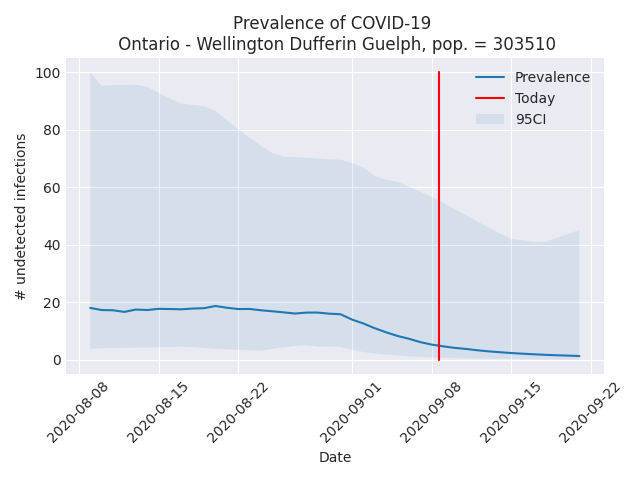 Prevalence of COVID-19
Ontario - Wellington Dufferin Guelph, pop. = 303510
100
80
60
40
20
0
# undetected infections
Prevalence
Today
95CI
2020-08-08
2020-08-15
2020-08-22
2020-09-01
2020-09-08
2020-09-15
2020-09-22
Date